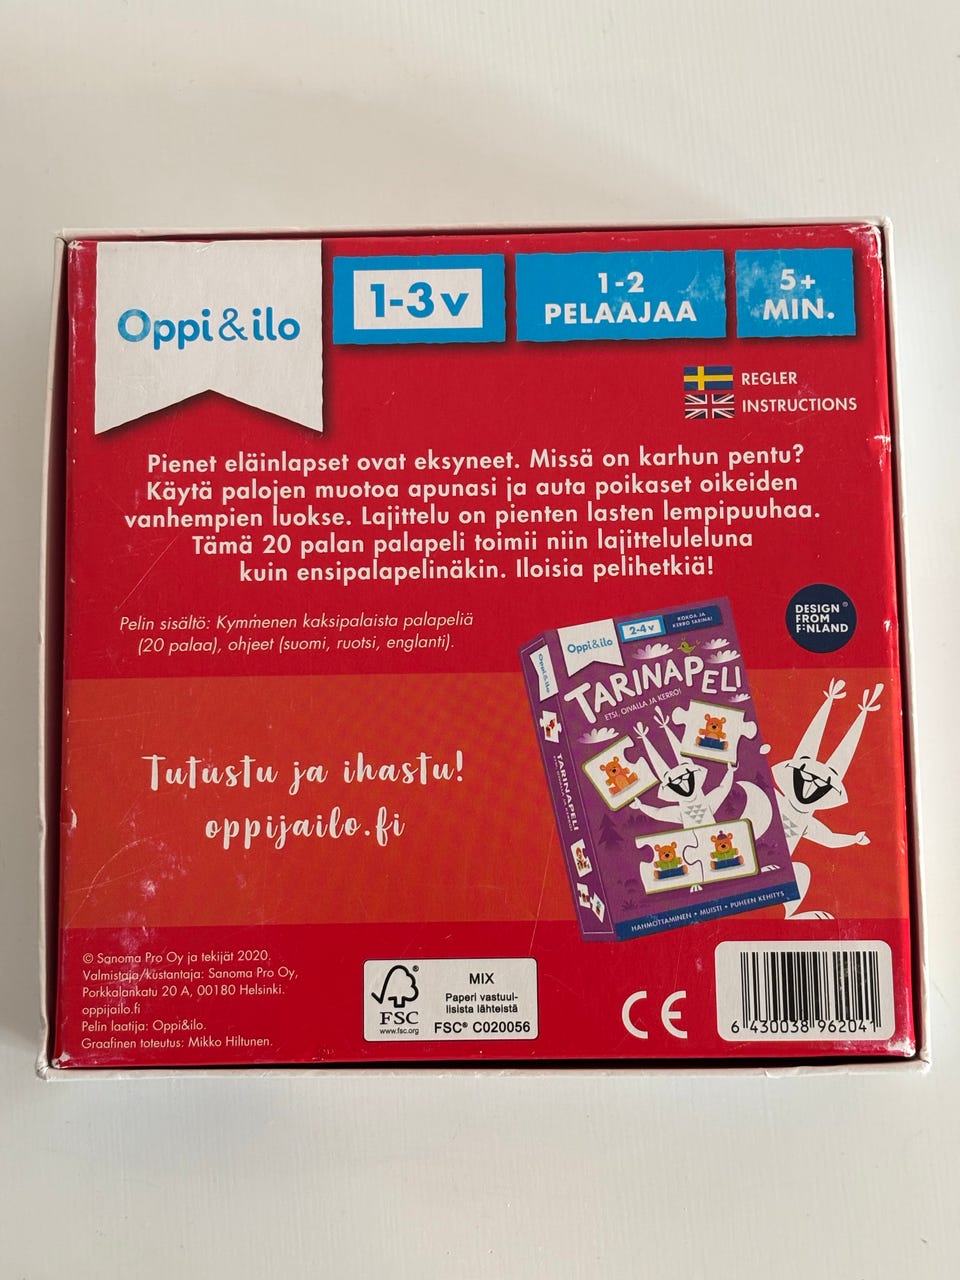 Oppi&ilo
1-3 v
1-2
PELAAJAA
5+
MIN.
REGLER
INSTRUCTIONS
Pienet eläinlapset ovat eksyneet. Missä on karhun pentu?
Käytä palojen muotoa apunasi ja auta poikaset oikeiden
vanhempien luokse. Lajittelu on pienten lasten lempipuuhaa.
Tämä 20 palan palapeli toimii niin lajitteluleluna
kuin ensipalapelinäkin. Iloisia pelihetkiä!
Pelin sisältö: Kymmenen kaksipalaista palapeliä
(20 palaa), ohjeet (suomi, ruotsi, englanti).
DESIGN ®
FROM
FINLAND
Oppi&ilo
Oppi&ilo
2-4 v
KOKOA JA
KERRO TARINA!
TARINAPELI
ETSI, OIVALLA JA KERRO!
TARINAPELI
HAHMOTTAMINEN • MUISTI • PUHEEN KEHITYS
Tutustu ja ihastu!
oppijailo.fi
© Sanoma Pro Oy ja tekijät 2020.
Valmistaja/kustantaja: Sanoma Pro Oy,
Porkkalankatu 20 A, 00180 Helsinki.
oppijailo.fi
Pelin laatija: Oppi&ilo.
Graafinen toteutus: Mikko Hiltunen.
®
FSC
www.fsc.org
MIX
Paperi vastuul-
lisista lähteistä
FSC® C020056
CE
6 430038 962041